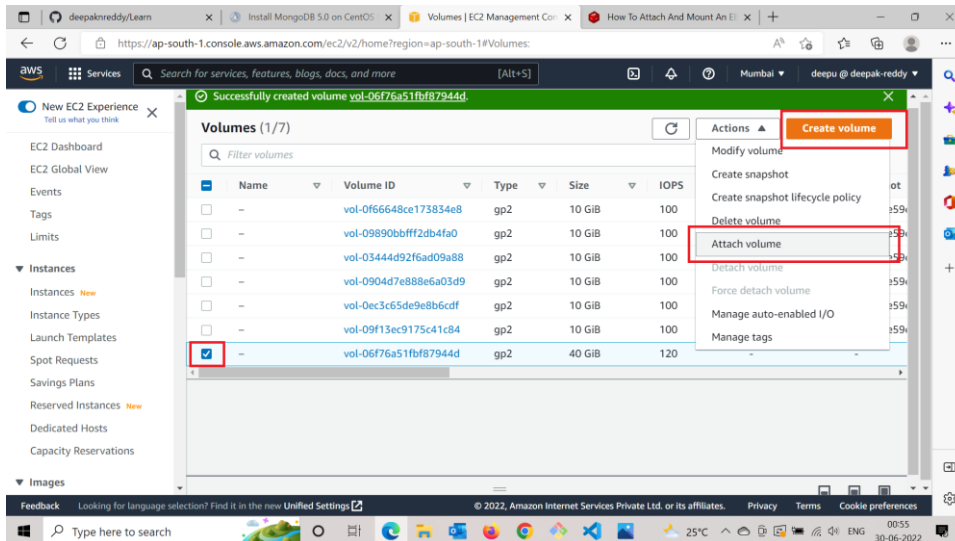 deepaknreddy/Learn
Install MongoDB 5.0 on CentOS
Volumes | EC2 Management Con
How To Attach And Mount An E
https://ap-south-1.console.aws.amazon.com/ec2/v2/home?region=ap-south-1#Volumes:
aws
Services
Search for services, features, blogs, docs, and more
[Alt+S]
Mumbai
deepu @ deepak-reddy
New EC2 Experience
Tell us what you think
EC2 Dashboard
EC2 Global View
Events
Tags
Limits
Instances
Instances New
Instance Types
Launch Templates
Spot Requests
Savings Plans
Reserved Instances New
Dedicated Hosts
Capacity Reservations
Images
Successfully created volume vol-06f76a51fbf87944d.
Volumes (1/7)
Actions
Create volume
Filter volumes
Modify volume
Create snapshot
Create snapshot lifecycle policy
Delete volume
Attach volume
Detach volume
Force detach volume
Manage auto-enabled I/O
Manage tags
Name Volume ID Type Size IOPS ot
– vol-0f66648ce173834e8 gp2 10 GiB 100
– vol-09890bbfff2db4fa0 gp2 10 GiB 100
– vol-03444d92f6ad09a88 gp2 10 GiB 100
– vol-0904d7e888e6a03d9 gp2 10 GiB 100
– vol-0ec3c65de9e8b6cdf gp2 10 GiB 100
– vol-09f13ec9175c41c84 gp2 10 GiB 100
– vol-06f76a51fbf87944d gp2 40 GiB 120 - -
Feedback Looking for language selection? Find it in the new Unified Settings
© 2022, Amazon Internet Services Private Ltd. or its affiliates. Privacy Terms Cookie preferences
Type here to search
25°C
ENG
00:55
30-06-2022